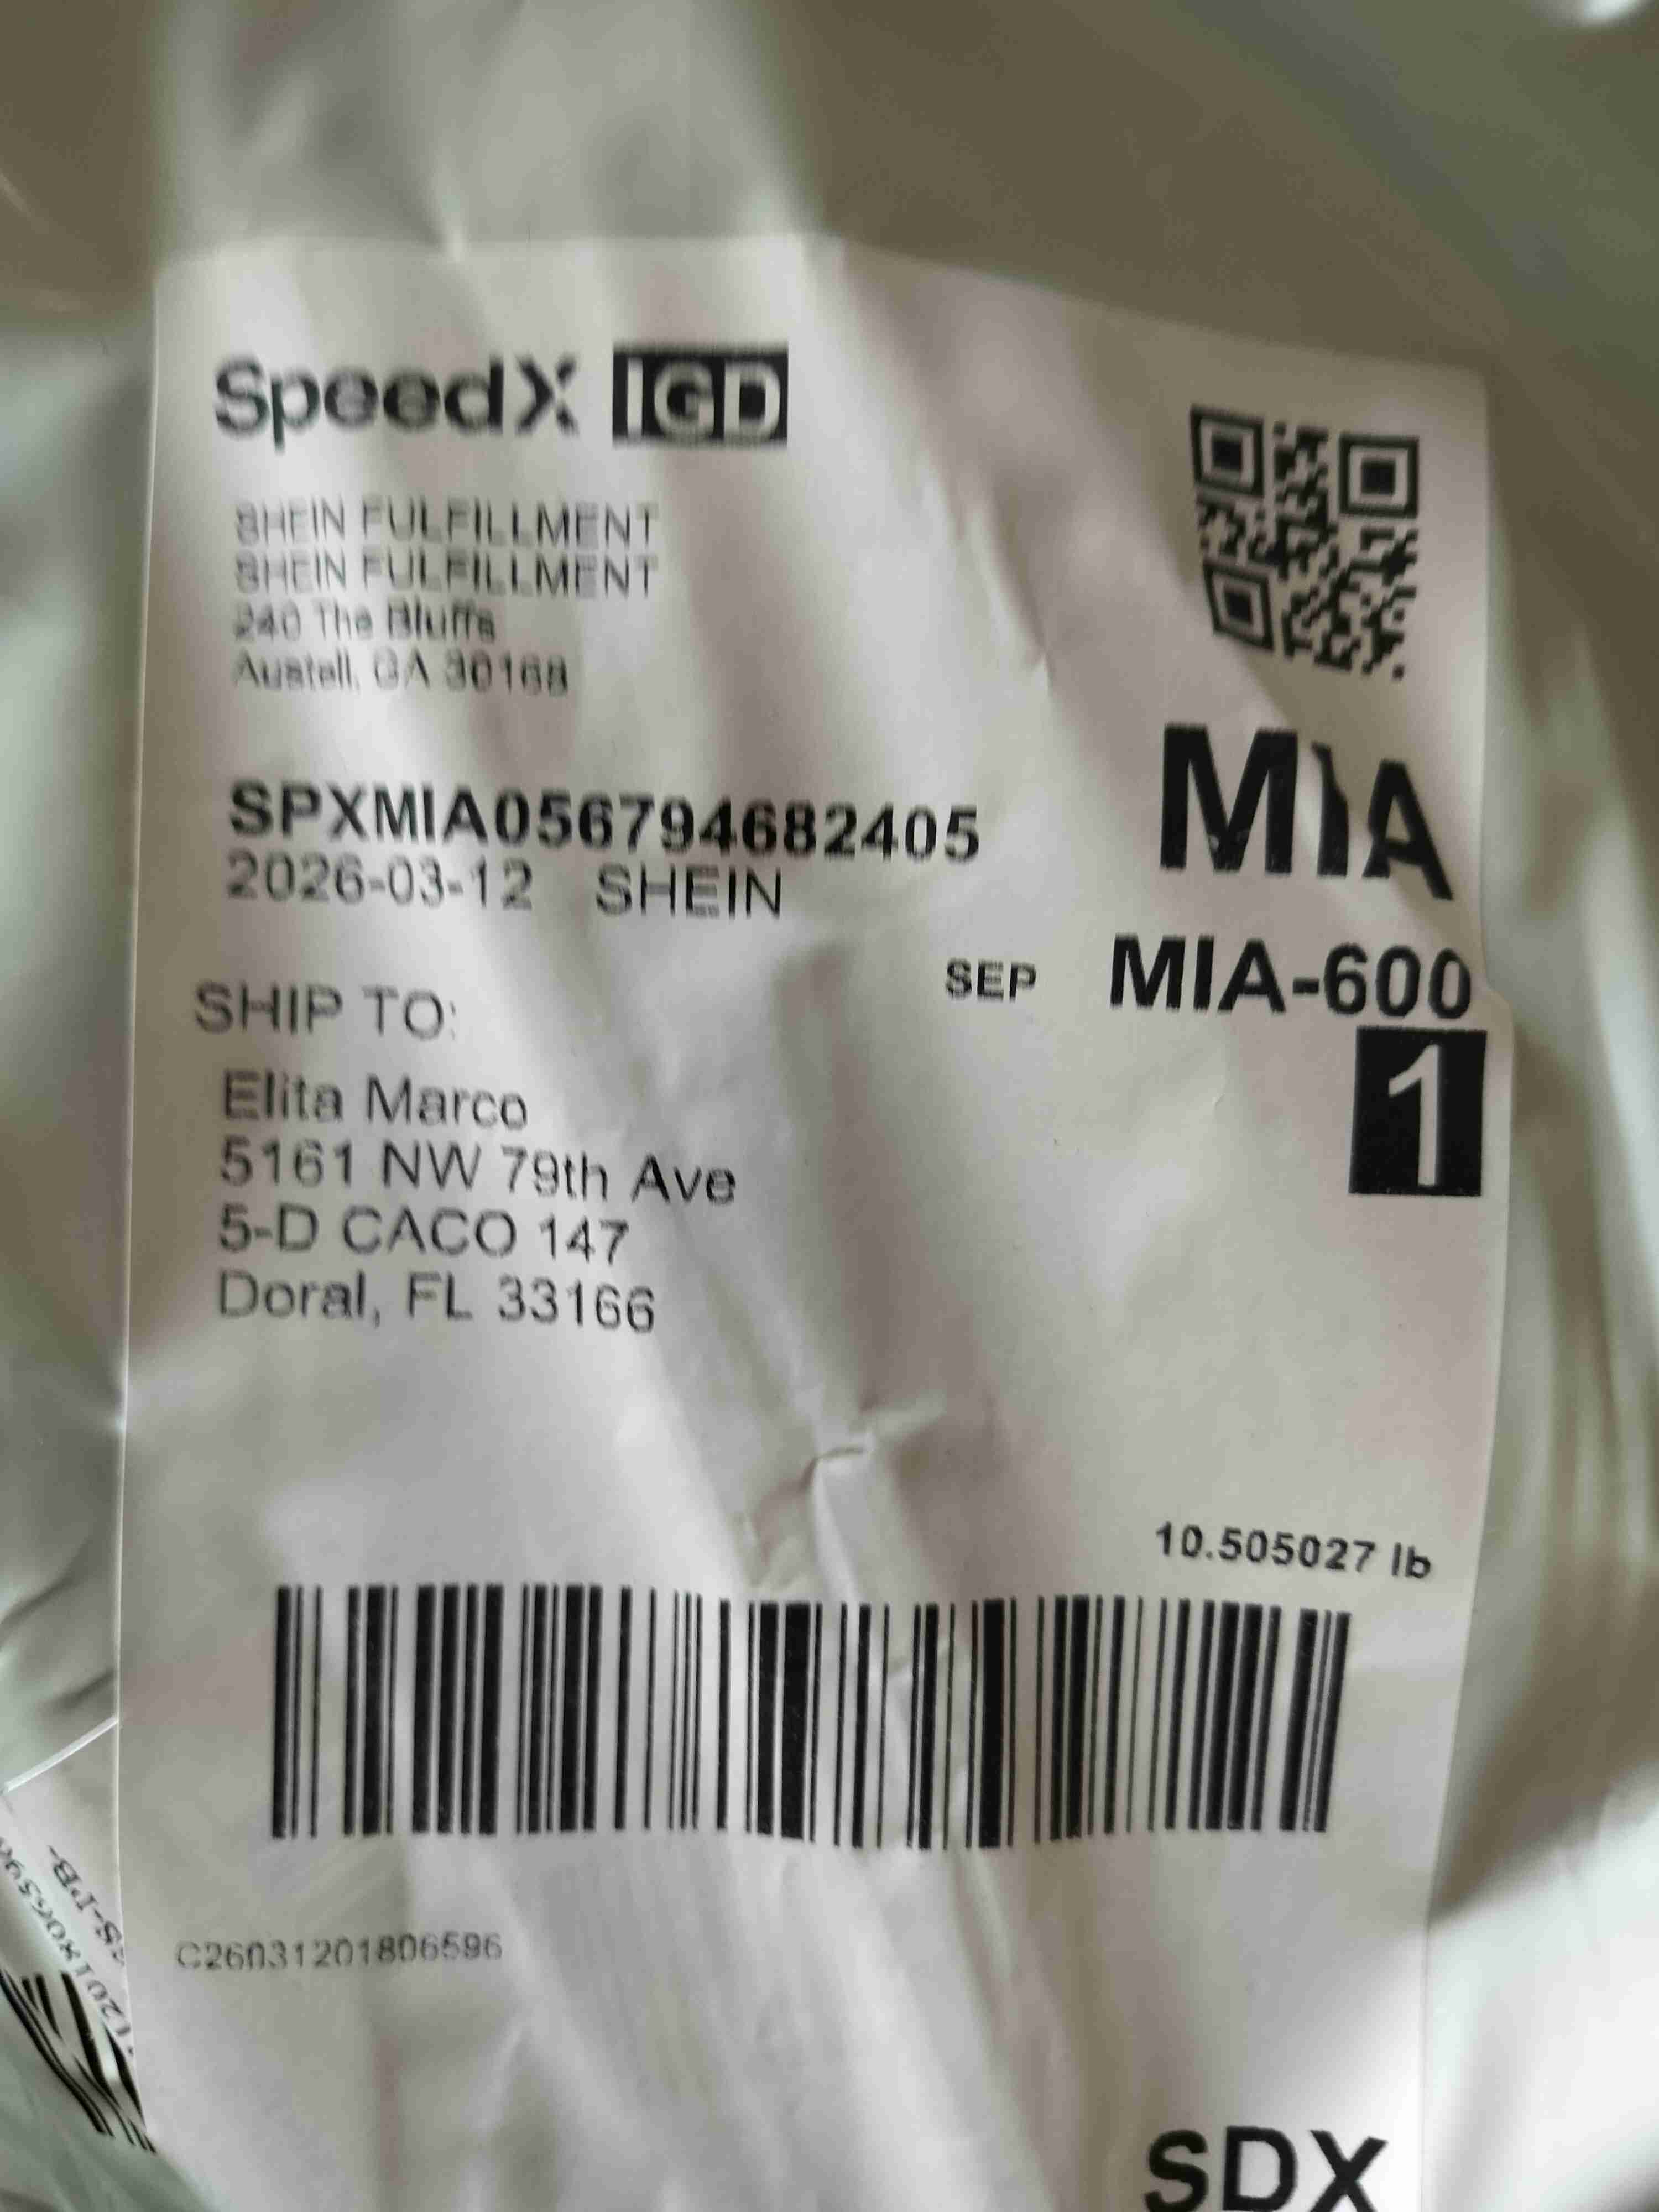 SpeedX IGD
SHEIN FULFILLMENT
SHEIN FULFILLMENT
240 The Bluffs
Austell, GA 30168
SPXMIA056794682405
2026-03-12 SHEIN
MIA
SEP MIA-600
1
SHIP TO:
Elita Marco
5161 NW 79th Ave
5-D CACO 147
Doral, FL 33166
10.505027 lb
C26031201806596
SDX